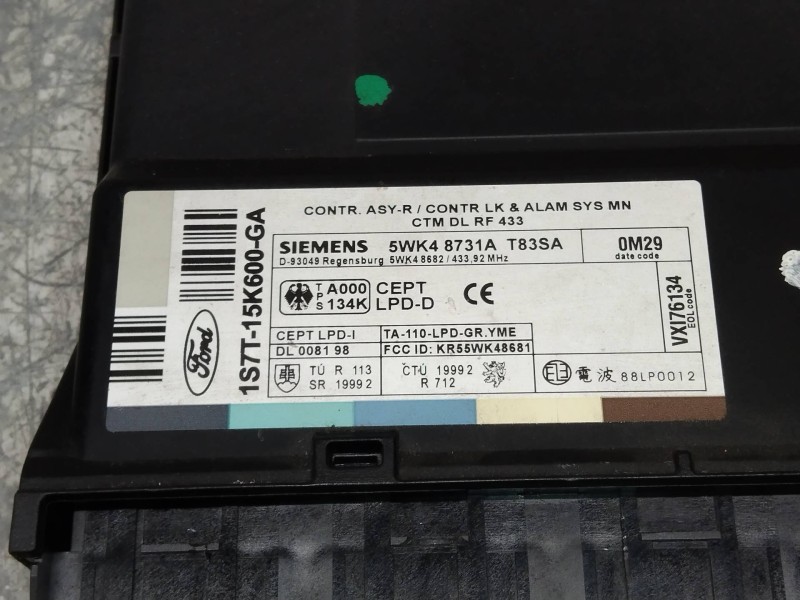 CONTR. ASY-R / CONTR LK & ALAM SYS MN
CTM DL RF 433
SIEMENS 5WK4 8731A T83SA
D-93049 Regensburg 5WK4 8682 / 433,92 MHz
0M29
date code
TPS A000 134K
CEPT
LPD-D
CE
VXI76134
EOL code
CEPT LPD-I
DL 0081 98
TA-110-LPD-GR.YME
FCC ID: KR55WK48681
TÚ R 113
SR 1999 2
CTU 1999 2
R 712
電波 88LP0012
Ford
1S7T-15K600-GA